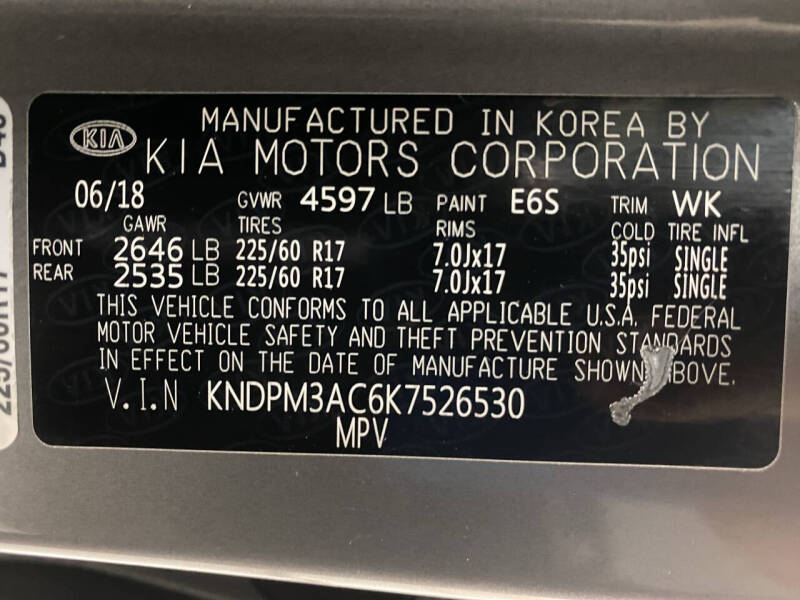 MANUFACTURED IN KOREA BY
KIA KIA MOTORS CORPORATION
06/18 GVWR 4597 LB PAINT E6S TRIM WK
GAWR TIRES RIMS COLD TIRE INFL
FRONT 2646 LB 225/60 R17 7.0Jx17 35psi SINGLE
REAR 2535 LB 225/60 R17 7.0Jx17 35psi SINGLE
THIS VEHICLE CONFORMS TO ALL APPLICABLE U.S.A. FEDERAL
MOTOR VEHICLE SAFETY AND THEFT PREVENTION STANDARDS
IN EFFECT ON THE DATE OF MANUFACTURE SHOWN ABOVE.
V.I.N KNDPM3AC6K7526530
MPV